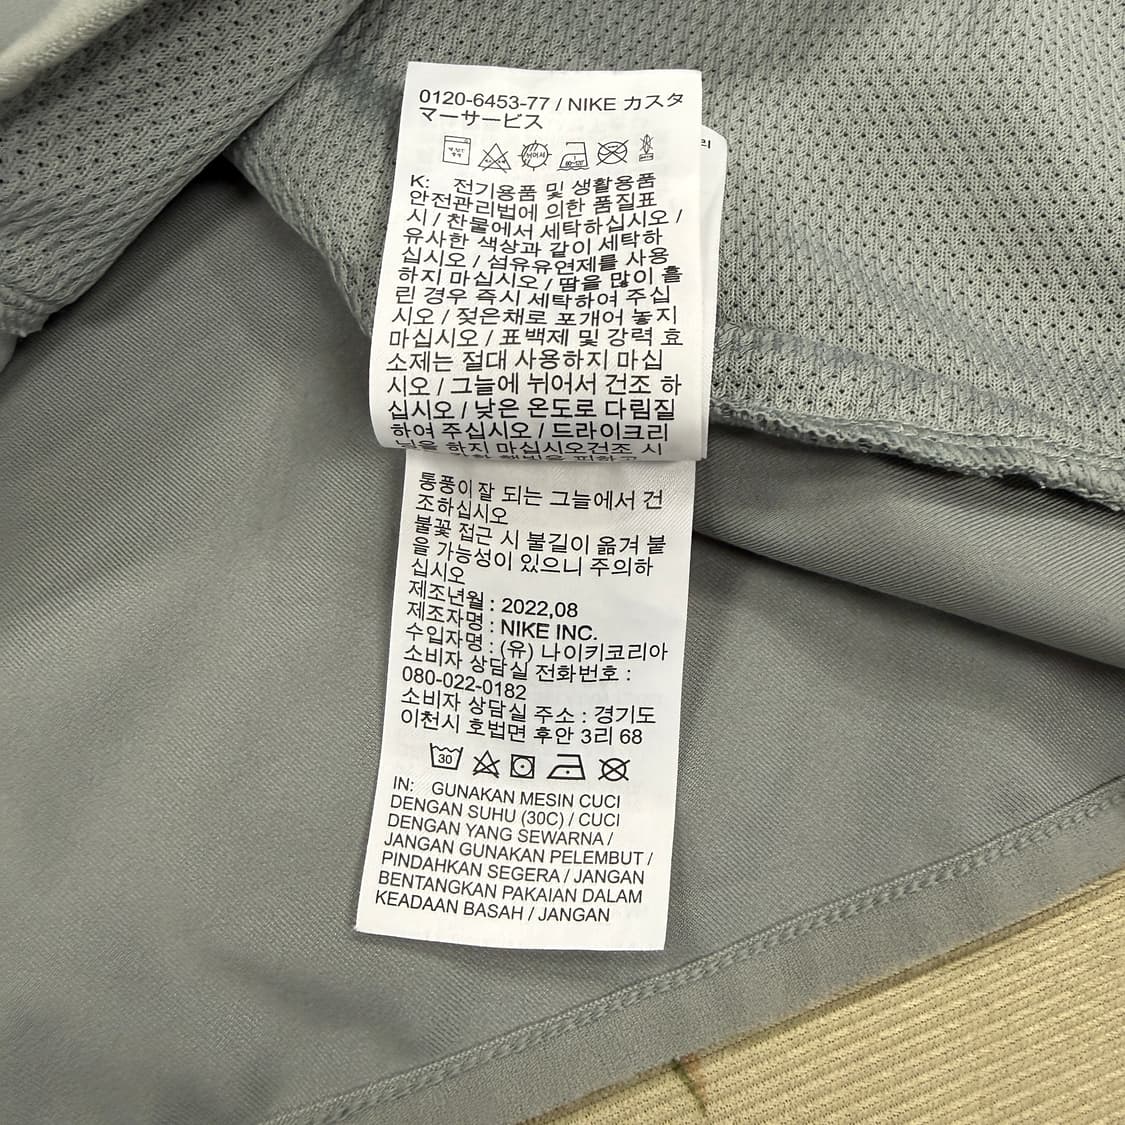 0120-6453-77 / NIKE カスタ
マーサービス
K: 전기용품 및 생활용품
안전관리법에 의한 품질표
시 / 찬물에서 세탁하십시오 /
유사한 색상과 같이 세탁하
십시오 / 섬유유연제를 사용
하지 마십시오 / 땀을 많이 흘
린 경우 즉시 세탁하여 주십
시오 / 젖은채로 포개어 놓지
마십시오 / 표백제 및 강력 효
소제는 절대 사용하지 마십
시오 / 그늘에 뉘어서 건조 하
십시오 / 낮은 온도로 다림질
하여 주십시오 / 드라이크리
닝을 하지 마십시오건조 시
통풍이 잘 되는 그늘에서 건
조하십시오
불꽃 접근 시 불길이 옮겨 붙
을 가능성이 있으니 주의하
십시오
제조년월 : 2022,08
제조자명 : NIKE INC.
수입자명 : (유) 나이키코리아
소비자 상담실 전화번호 :
080-022-0182
소비자 상담실 주소 : 경기도
이천시 호법면 후안 3리 68
30
IN: GUNAKAN MESIN CUCI
DENGAN SUHU (30C) / CUCI
DENGAN YANG SEWARNA /
JANGAN GUNAKAN PELEMBUT /
PINDAHKAN SEGERA / JANGAN
BENTANGKAN PAKAIAN DALAM
KEADAAN BASAH / JANGAN